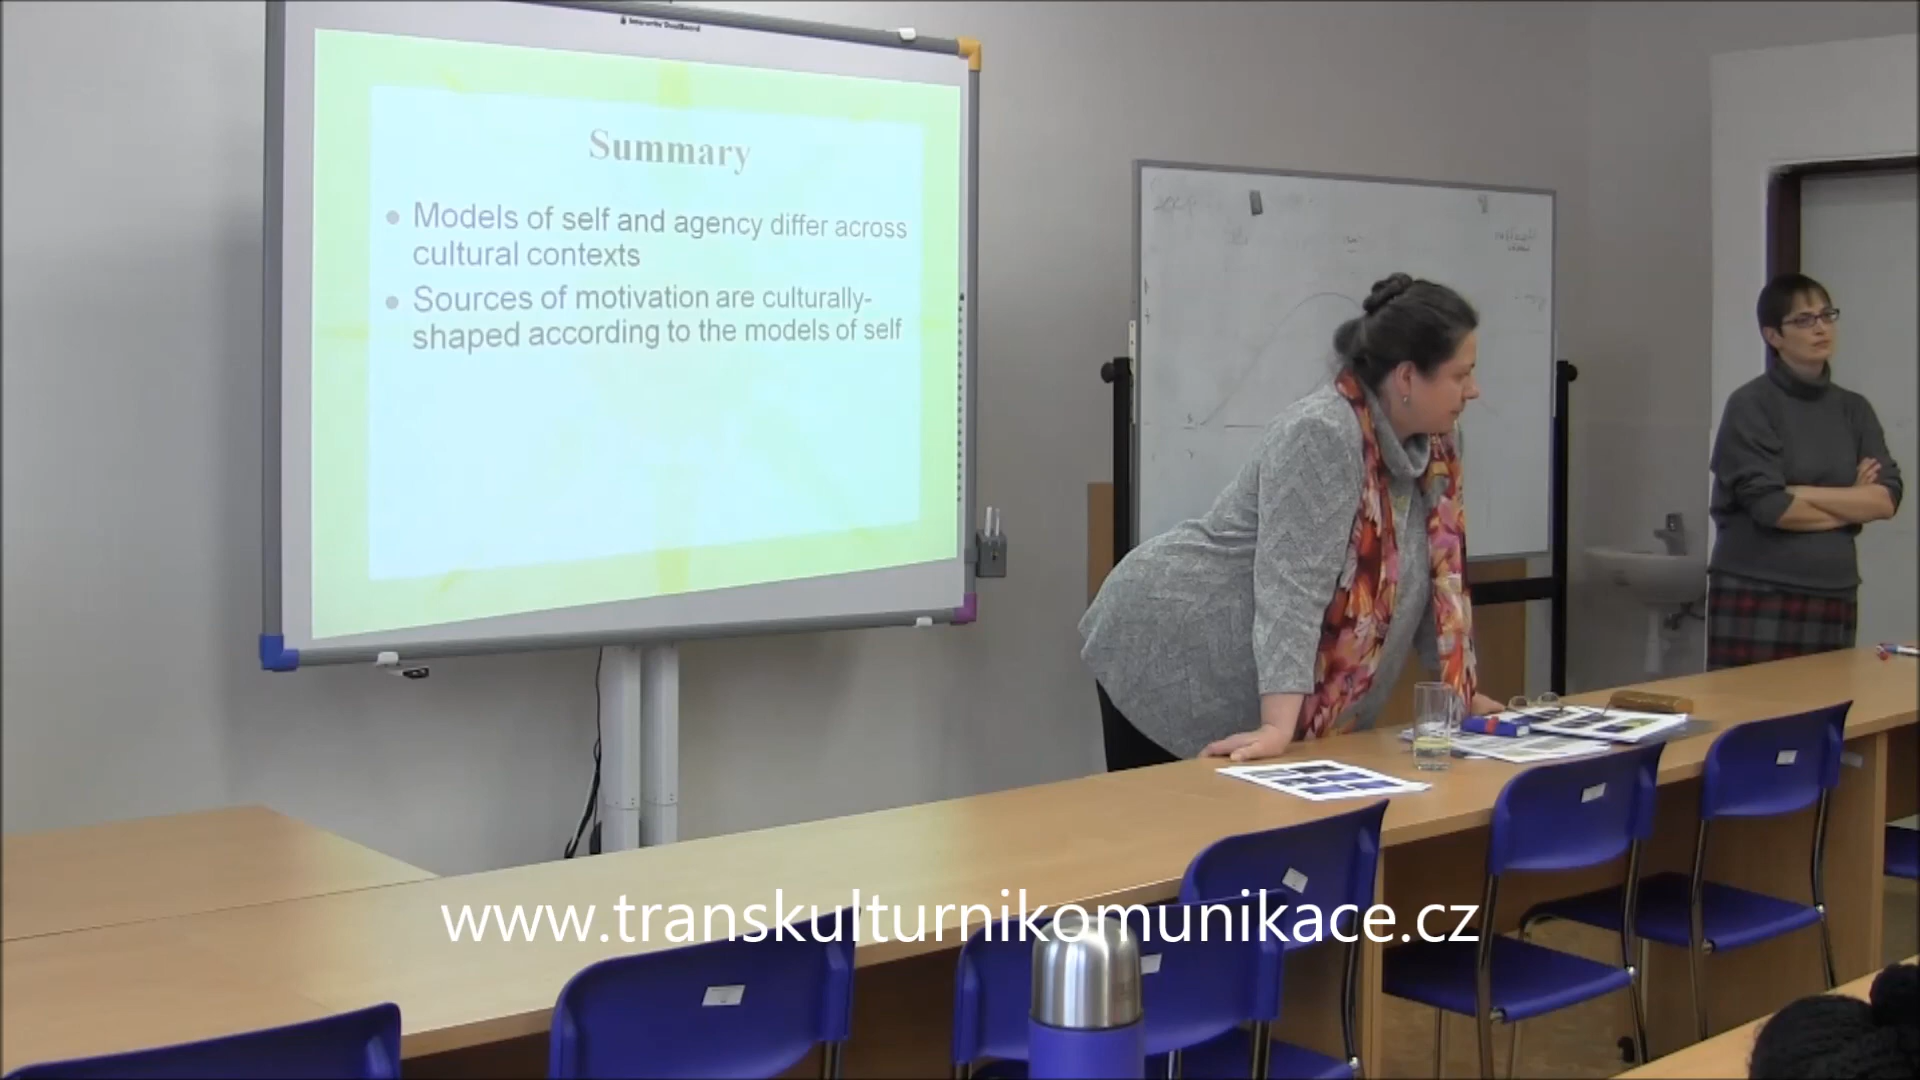 Summary
Models of self and agency differ across
cultural contexts
Sources of motivation are culturally-
shaped according to the models of self
www.transkulturnikomunikace.cz